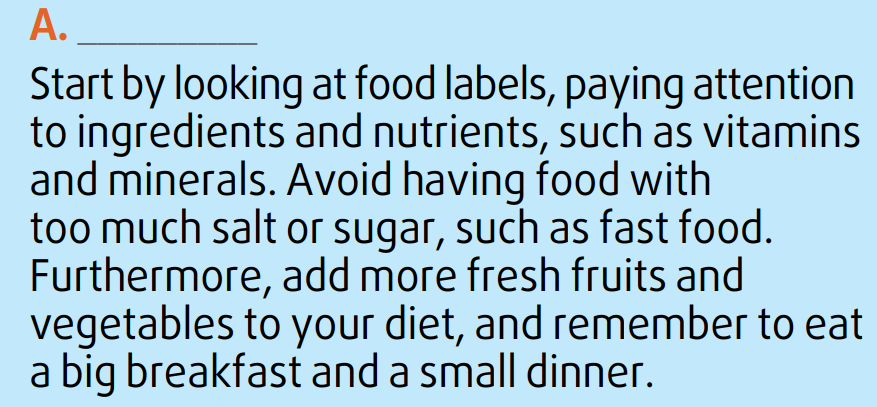 A. _________
Start by looking at food labels, paying attention
to ingredients and nutrients, such as vitamins
and minerals. Avoid having food with
too much salt or sugar, such as fast food.
Furthermore, add more fresh fruits and
vegetables to your diet, and remember to eat
a big breakfast and a small dinner.